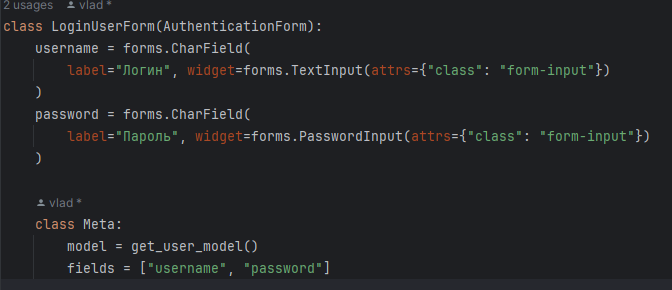 2 usages vlad *
class LoginUserForm(AuthenticationForm):
    username = forms.CharField(
        label="Логин", widget=forms.TextInput(attrs={"class": "form-input"})
    )
    password = forms.CharField(
        label="Пароль", widget=forms.PasswordInput(attrs={"class": "form-input"})
    )
    vlad *
    class Meta:
        model = get_user_model()
        fields = ["username", "password"]